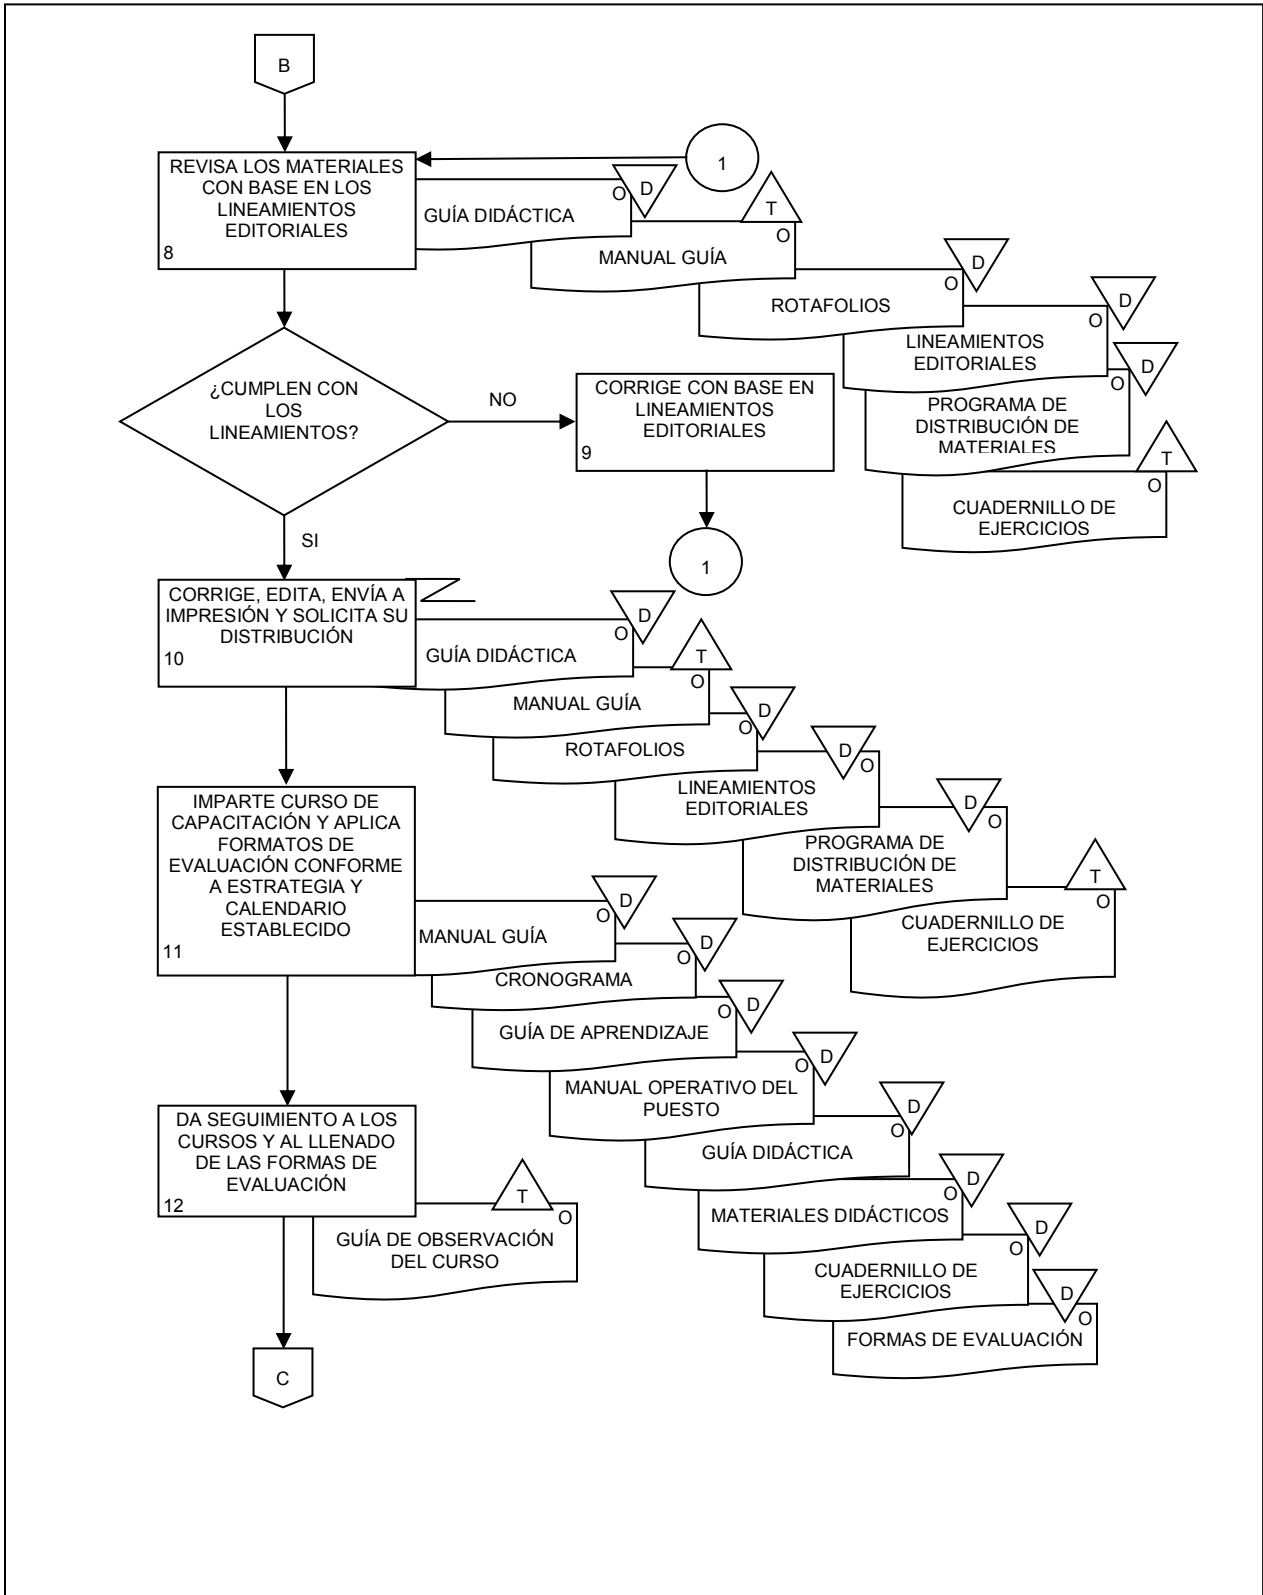 B
1
REVISA LOS MATERIALES
CON BASE EN LOS
LINEAMIENTOS
EDITORIALES
8
D
O
GUÍA DIDÁCTICA
T
O
MANUAL GUÍA
D
O
ROTAFOLIOS
D
O
LINEAMIENTOS
EDITORIALES
D
O
PROGRAMA DE
DISTRIBUCIÓN DE
MATERIALES
T
O
CUADERNILLO DE
EJERCICIOS
¿CUMPLEN CON
LOS
LINEAMIENTOS?
NO
CORRIGE CON BASE EN
LINEAMIENTOS
EDITORIALES
9
1
SI
CORRIGE, EDITA, ENVÍA A
IMPRESIÓN Y SOLICITA SU
DISTRIBUCIÓN
10
D
O
GUÍA DIDÁCTICA
T
O
MANUAL GUÍA
D
O
ROTAFOLIOS
D
O
LINEAMIENTOS
EDITORIALES
D
O
PROGRAMA DE
DISTRIBUCIÓN DE
MATERIALES
T
O
CUADERNILLO DE
EJERCICIOS
IMPARTE CURSO DE
CAPACITACIÓN Y APLICA
FORMATOS DE
EVALUACIÓN CONFORME
A ESTRATEGIA Y
CALENDARIO
ESTABLECIDO
11
D
O
MANUAL GUÍA
D
O
CRONOGRAMA
D
O
GUÍA DE APRENDIZAJE
D
O
MANUAL OPERATIVO DEL
PUESTO
D
O
GUÍA DIDÁCTICA
D
O
MATERIALES DIDÁCTICOS
D
O
CUADERNILLO DE
EJERCICIOS
D
O
FORMAS DE EVALUACIÓN
DA SEGUIMIENTO A LOS
CURSOS Y AL LLENADO
DE LAS FORMAS DE
EVALUACIÓN
12
T
O
GUÍA DE OBSERVACIÓN
DEL CURSO
C